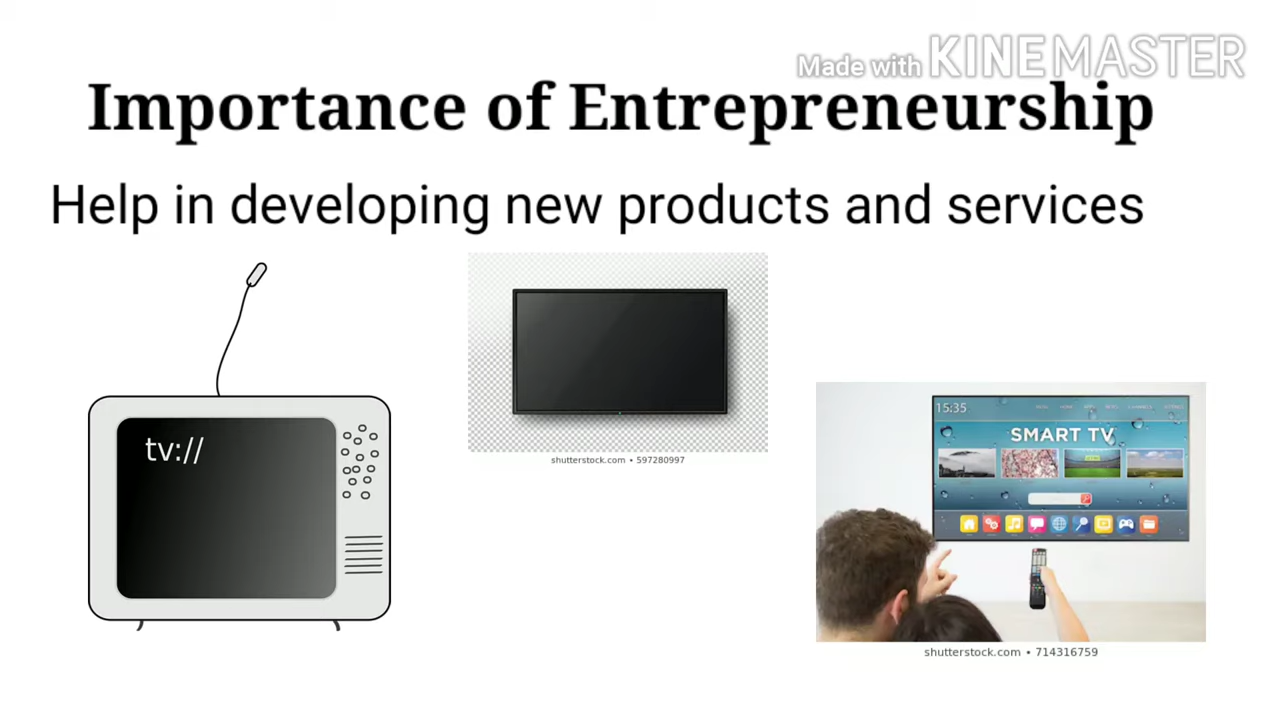 Made with KINEMASTER
Importance of Entrepreneurship
Help in developing new products and services
tv://
shutterstock.com • 597280997
15:35
SMART TV
shutterstock.com • 714316759